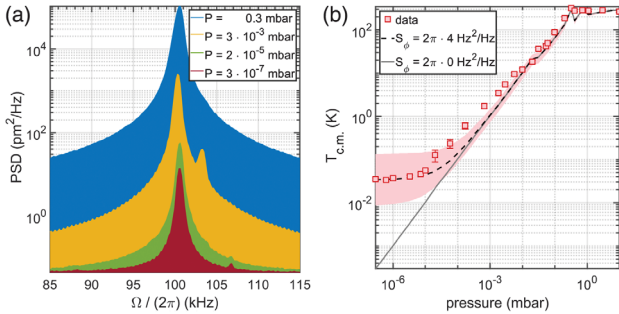 (a)
P = 0.3 mbar
P = 3 · 10⁻³ mbar
P = 2 · 10⁻⁵ mbar
P = 3 · 10⁻⁷ mbar
PSD (pm²/Hz)
10⁴
10²
10⁰
85 90 95 100 105 110 115
Ω / (2π) (kHz)
(b)
data
S_ϕ = 2π · 4 Hz²/Hz
S_ϕ = 2π · 0 Hz²/Hz
T_c.m. (K)
10²
10⁰
10⁻²
10⁻⁶ 10⁻³ 10⁰
pressure (mbar)